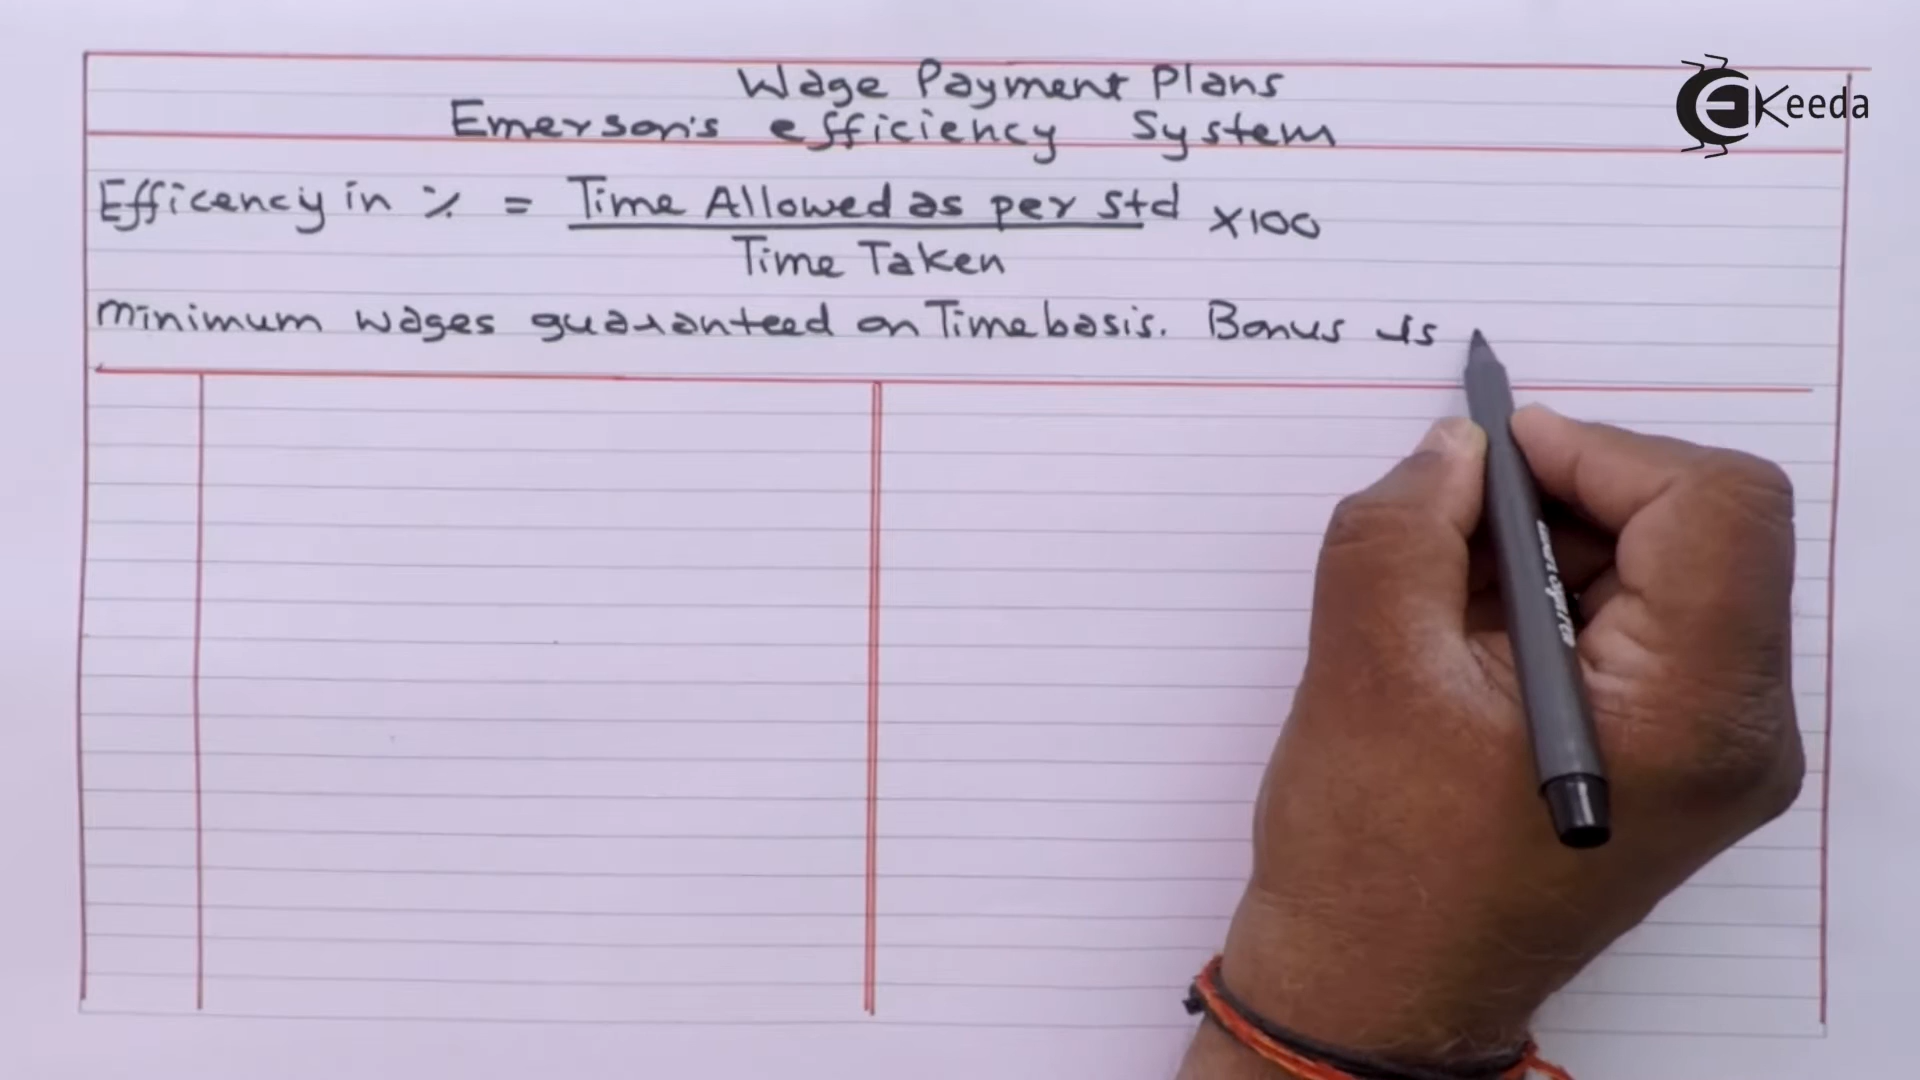 Wage Payment Plans
Emerson's efficiency System
Keeda
Efficency in % = Time Allowed as per Std x100
Time Taken
minimum wages guaranteed on Time basis. Bonus is